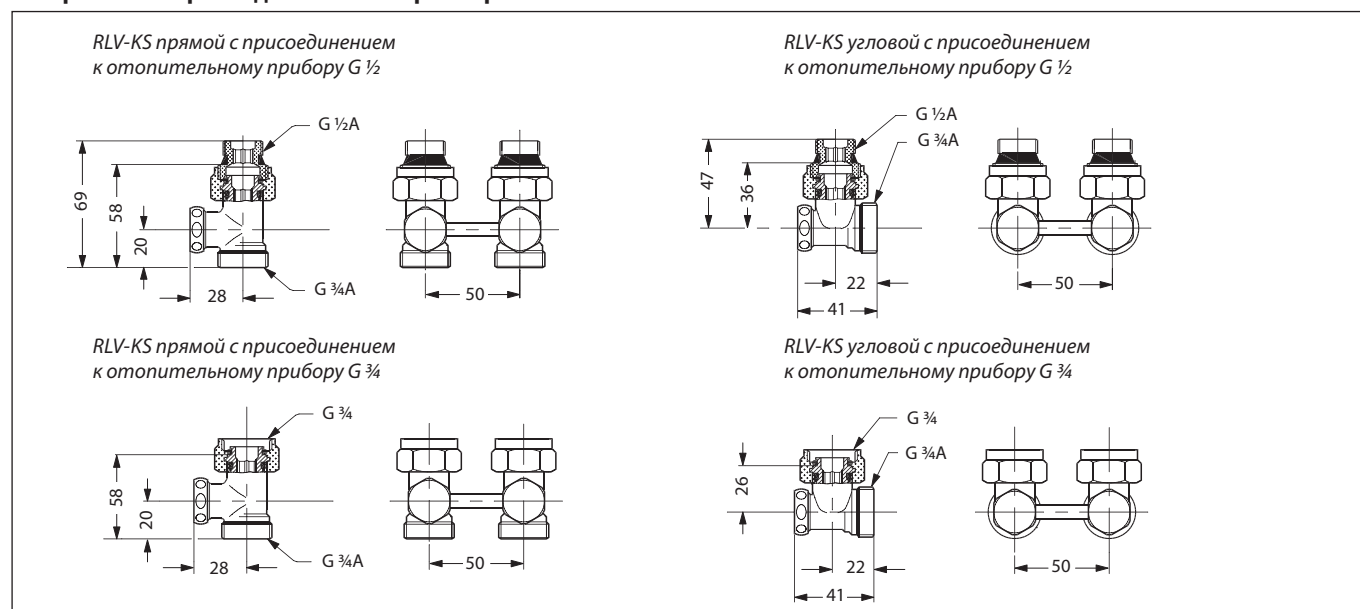 RLV-KS прямой с присоединением
к отопительному прибору G ½
G ½A
69
58
20
28
G ¾A
50
RLV-KS угловой с присоединением
к отопительному прибору G ½
G ½A
G ¾A
47
36
22
41
50
RLV-KS прямой с присоединением
к отопительному прибору G ¾
G ¾
58
20
28
G ¾A
50
RLV-KS угловой с присоединением
к отопительному прибору G ¾
G ¾
G ¾A
26
22
41
50